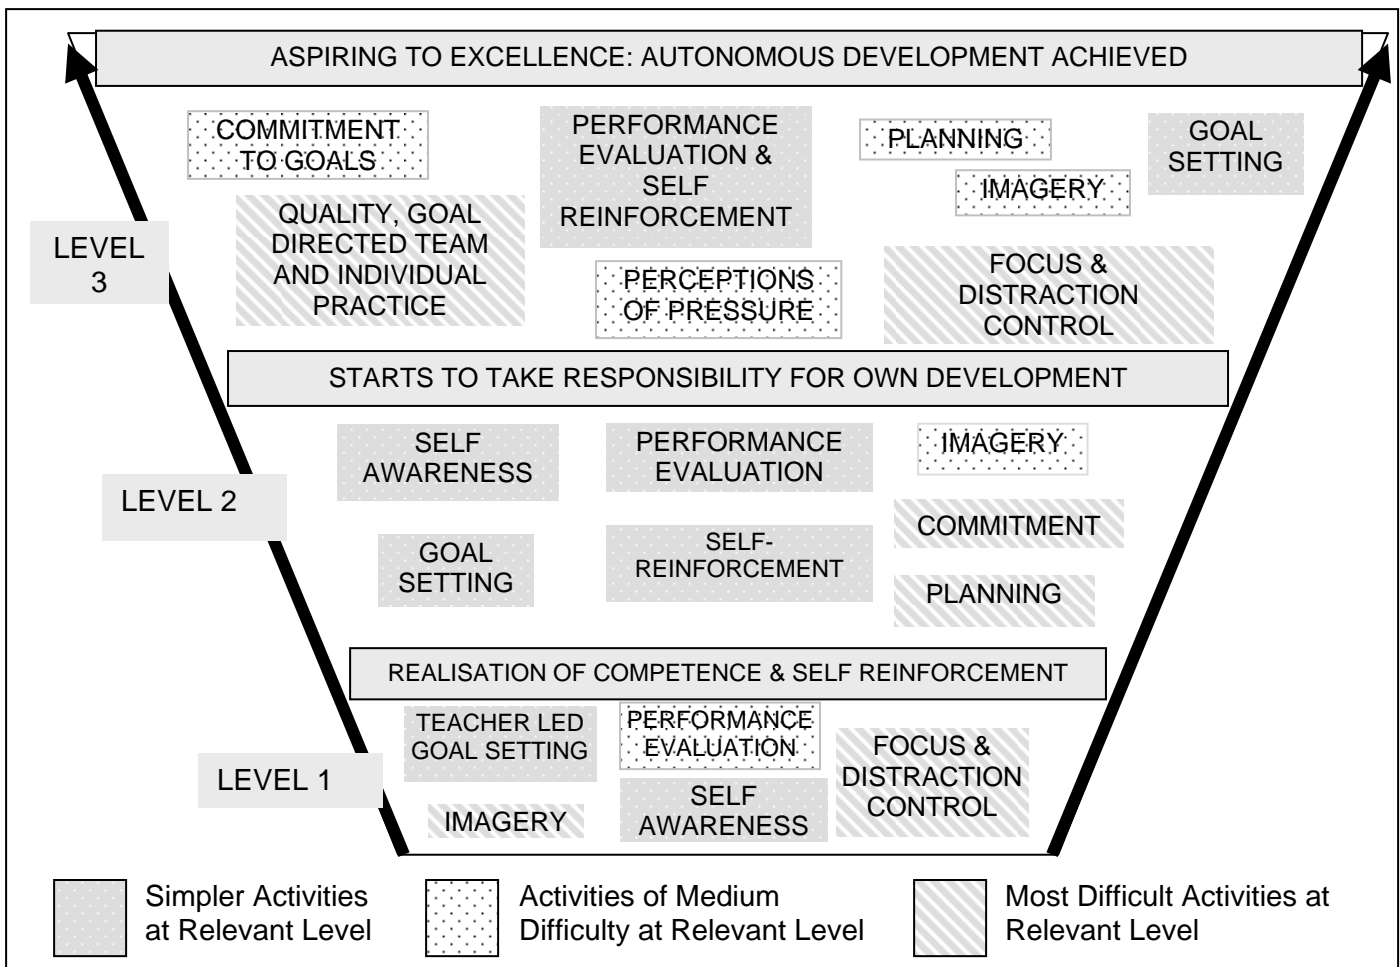 ASPIRING TO EXCELLENCE: AUTONOMOUS DEVELOPMENT ACHIEVED
COMMITMENT
TO GOALS
PERFORMANCE
EVALUATION &
SELF
REINFORCEMENT
PLANNING
IMAGERY
GOAL
SETTING
LEVEL
3
QUALITY, GOAL
DIRECTED TEAM
AND INDIVIDUAL
PRACTICE
PERCEPTIONS
OF PRESSURE
FOCUS &
DISTRACTION
CONTROL
STARTS TO TAKE RESPONSIBILITY FOR OWN DEVELOPMENT
LEVEL 2
SELF
AWARENESS
PERFORMANCE
EVALUATION
IMAGERY
COMMITMENT
GOAL
SETTING
SELF-
REINFORCEMENT
PLANNING
REALISATION OF COMPETENCE & SELF REINFORCEMENT
LEVEL 1
TEACHER LED
GOAL SETTING
PERFORMANCE
EVALUATION
FOCUS &
DISTRACTION
CONTROL
IMAGERY
SELF
AWARENESS
Simpler Activities
at Relevant Level
Activities of Medium
Difficulty at Relevant Level
Most Difficult Activities at
Relevant Level